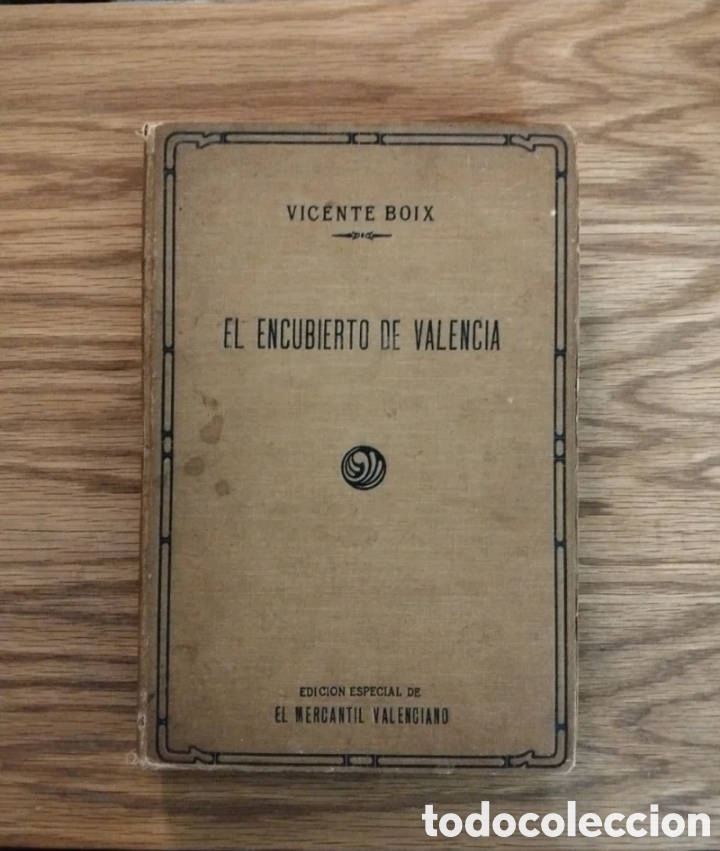 VICENTE BOIX
EL ENCUBIERTO DE VALENCIA
EDICION ESPECIAL DE
EL MERCANTIL VALENCIANO
todocoleccion